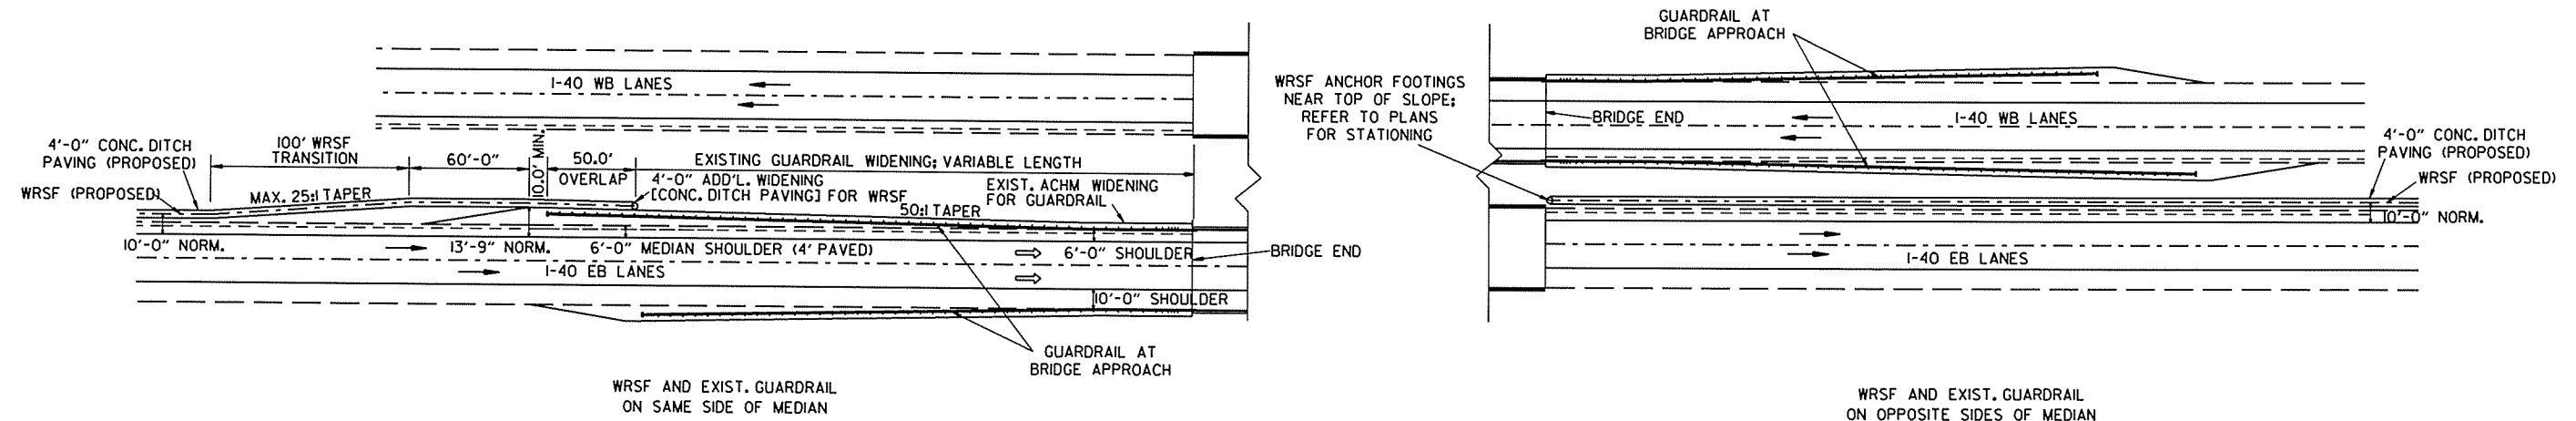 I-40 WB LANES
4'-0" CONC. DITCH
PAVING (PROPOSED)
100' WRSF
TRANSITION
60'-0"
10.0' MIN.
50.0'
OVERLAP
EXISTING GUARDRAIL WIDENING; VARIABLE LENGTH
WRSF (PROPOSED)
MAX. 25:1 TAPER
4'-0" ADD'L. WIDENING
[CONC. DITCH PAVING] FOR WRSF
EXIST. ACHM WIDENING
FOR GUARDRAIL
50:1 TAPER
10'-0" NORM.
13'-9" NORM.
6'-0" MEDIAN SHOULDER (4' PAVED)
6'-0" SHOULDER
BRIDGE END
I-40 EB LANES
10'-0" SHOULDER
GUARDRAIL AT
BRIDGE APPROACH
WRSF AND EXIST. GUARDRAIL
ON SAME SIDE OF MEDIAN
GUARDRAIL AT
BRIDGE APPROACH
WRSF ANCHOR FOOTINGS
NEAR TOP OF SLOPE;
REFER TO PLANS
FOR STATIONING
BRIDGE END
I-40 WB LANES
4'-0" CONC. DITCH
PAVING (PROPOSED)
WRSF (PROPOSED)
10'-0" NORM.
I-40 EB LANES
WRSF AND EXIST. GUARDRAIL
ON OPPOSITE SIDES OF MEDIAN